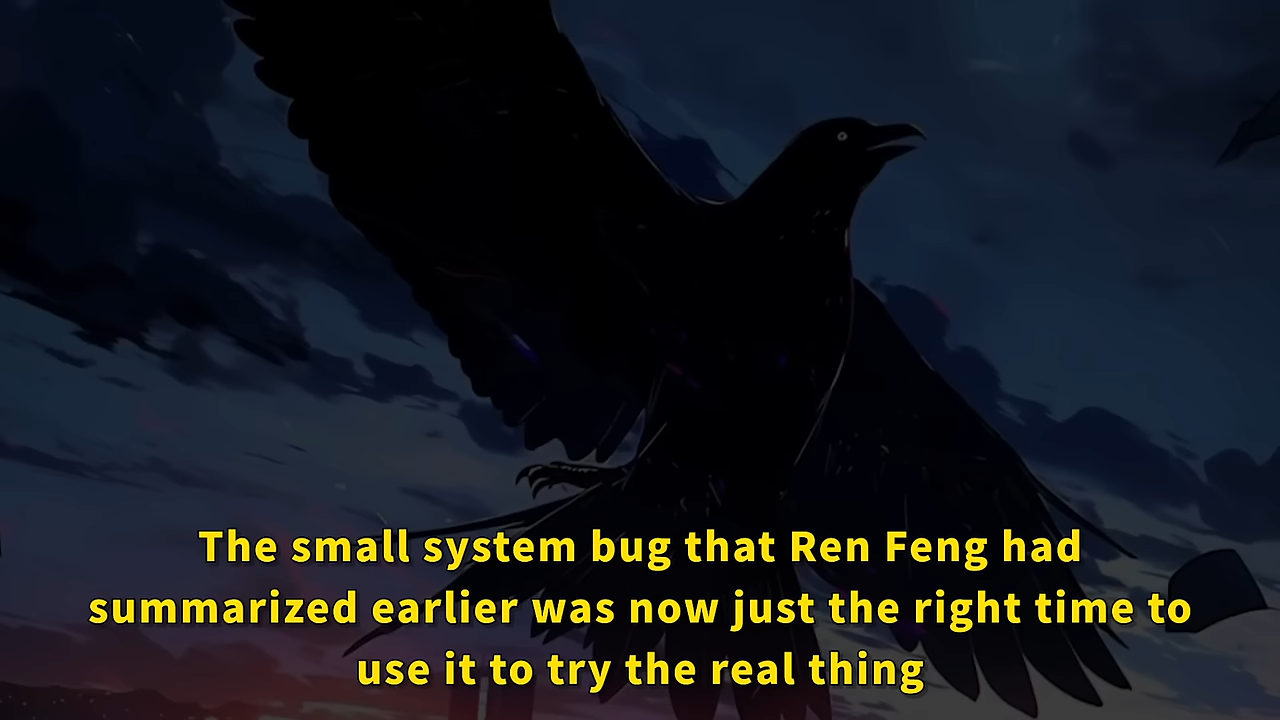 The small system bug that Ren Feng had
summarized earlier was now just the right time to
use it to try the real thing